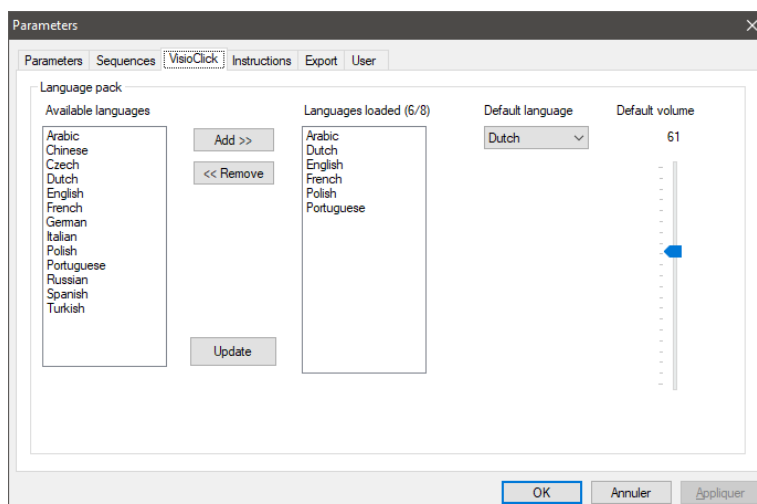 Parameters
Parameters Sequences VisioClick Instructions Export User
Language pack
Available languages
Arabic
Chinese
Czech
Dutch
English
French
German
Italian
Polish
Portuguese
Russian
Spanish
Turkish
Add >>
<< Remove
Update
Languages loaded (6/8)
Arabic
Dutch
English
French
Polish
Portuguese
Default language
Dutch
Default volume
61
OK Annuler Appliquer